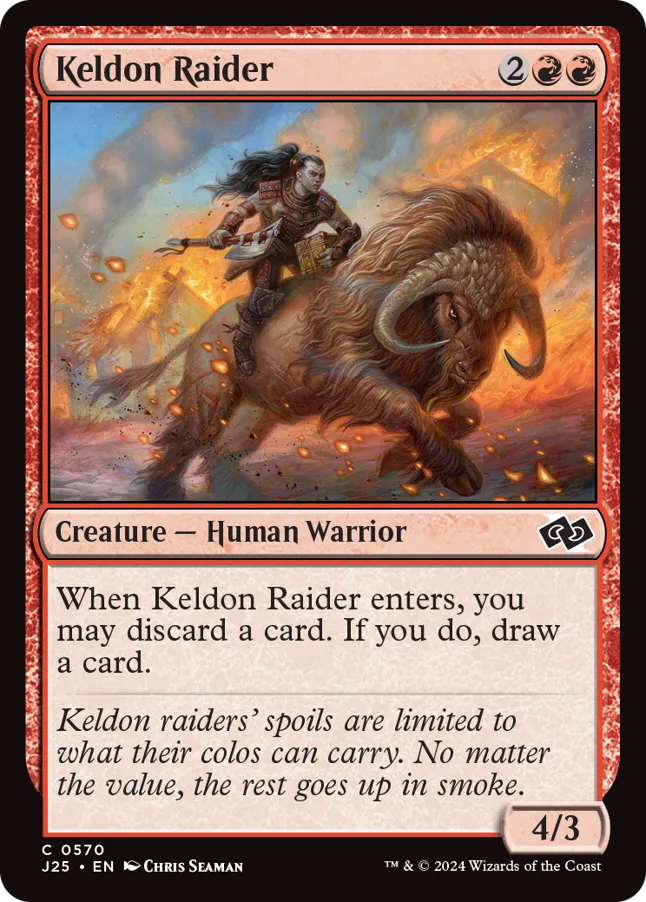 Keldon Raider 2
Creature — Human Warrior
When Keldon Raider enters, you
may discard a card. If you do, draw
a card.
Keldon raiders’ spoils are limited to
what their colos can carry. No matter
the value, the rest goes up in smoke.
4/3
C 0570
J25 • EN Chris Seaman
™ & © 2024 Wizards of the Coast